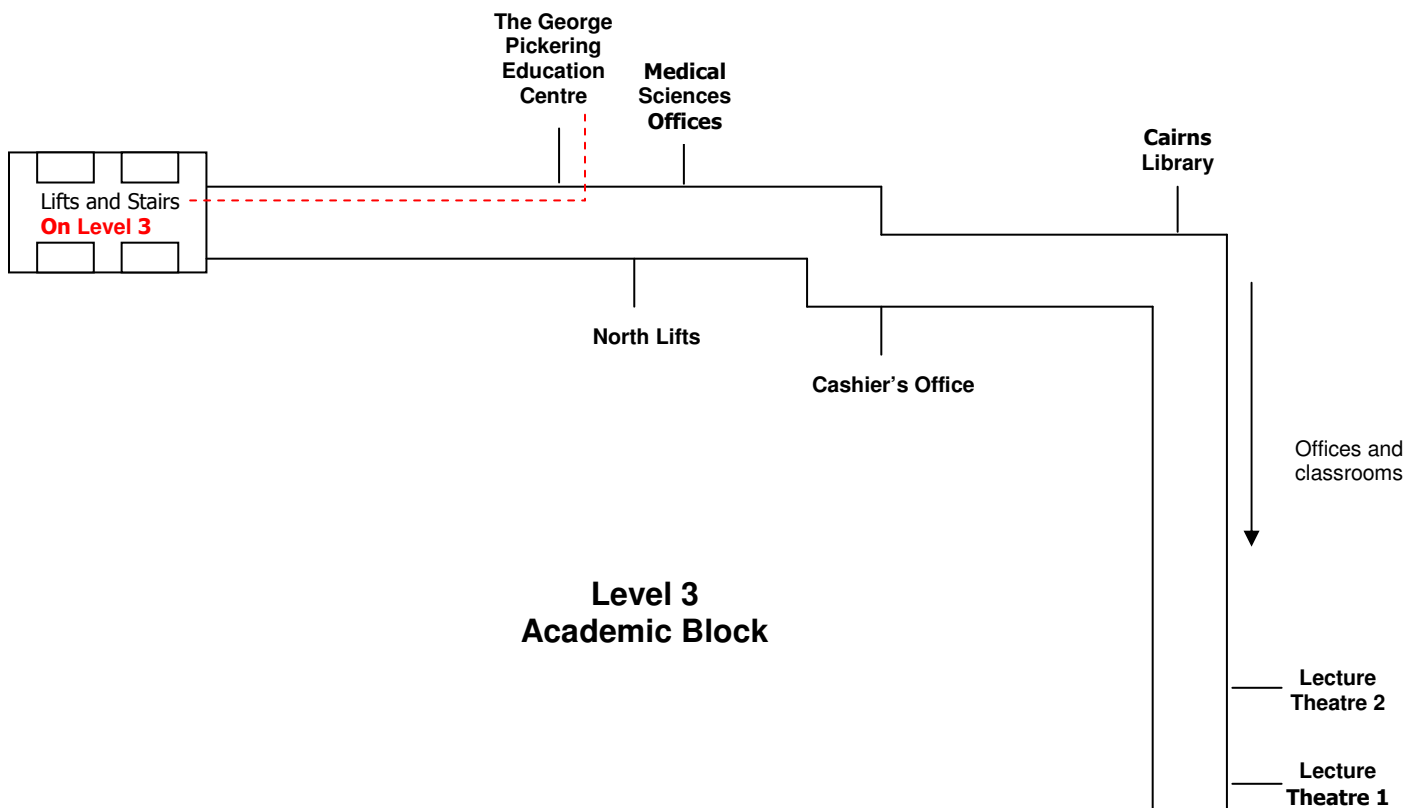 The George
Pickering
Education
Centre
Medical
Sciences
Offices
Cairns
Library
Lifts and Stairs
On Level 3
North Lifts
Cashier’s Office
Offices and
classrooms
Level 3
Academic Block
Lecture
Theatre 2
Lecture
Theatre 1